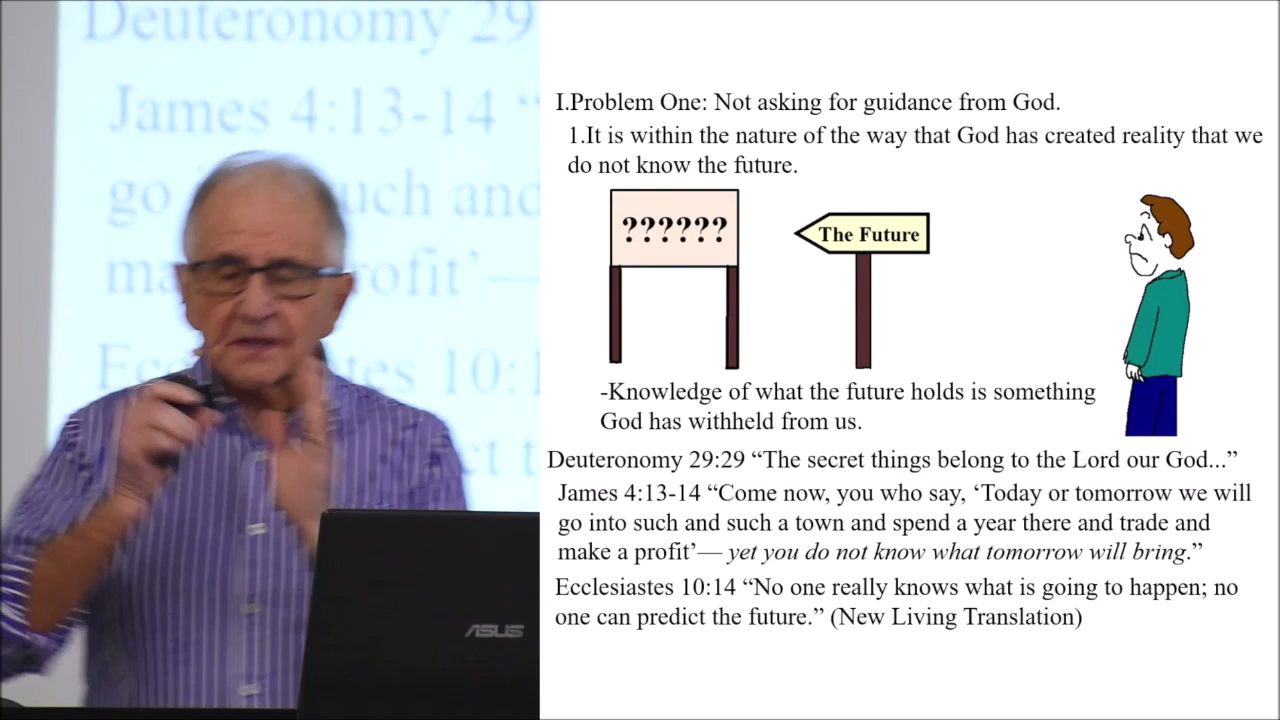 Deuteronomy 29
James 4:13-14 “
go such and
ma rofit’—
Ecc stes 10:1
ct t
ASUS
I.Problem One: Not asking for guidance from God.
1.It is within the nature of the way that God has created reality that we
do not know the future.
??????
The Future
-Knowledge of what the future holds is something
God has withheld from us.
Deuteronomy 29:29 “The secret things belong to the Lord our God...”
James 4:13-14 “Come now, you who say, ‘Today or tomorrow we will
go into such and such a town and spend a year there and trade and
make a profit’— yet you do not know what tomorrow will bring.”
Ecclesiastes 10:14 “No one really knows what is going to happen; no
one can predict the future.” (New Living Translation)